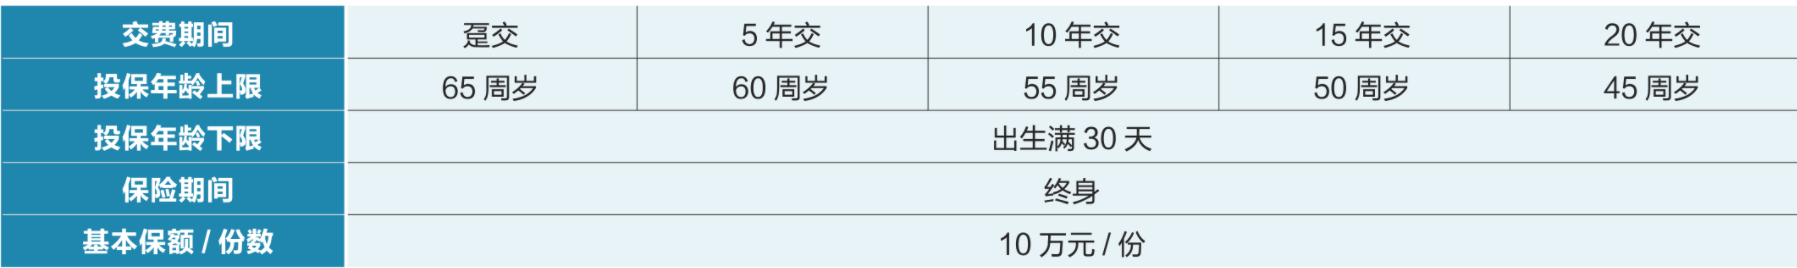 交费期间 趸交 5 年交 10 年交 15 年交 20 年交
投保年龄上限 65 周岁 60 周岁 55 周岁 50 周岁 45 周岁
投保年龄下限 出生满 30 天
保险期间 终身
基本保额 / 份数 10 万元 / 份